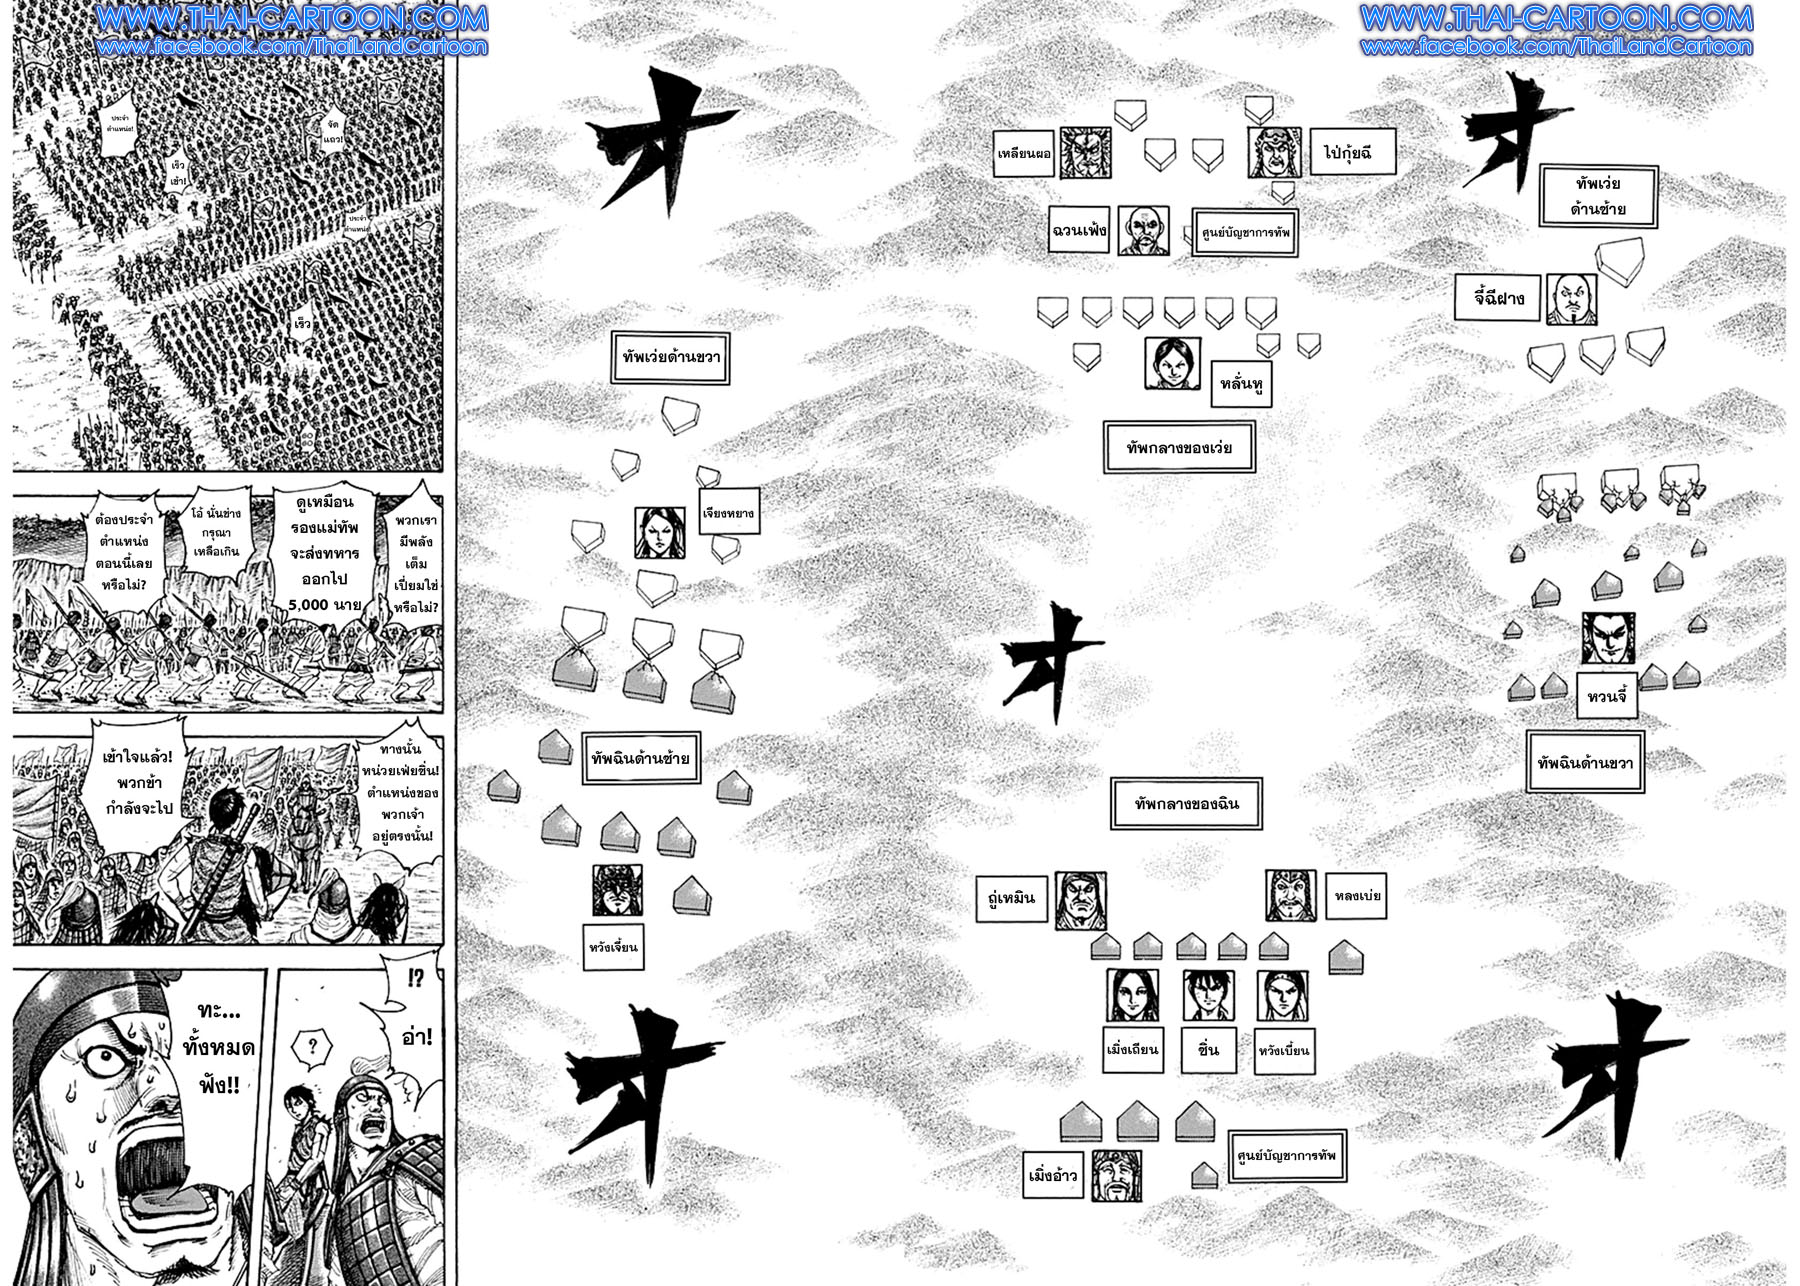 WWW.THAI-CARTOON.COM
www.facebook.com/ThaiLandCartoon
WWW.THAI-CARTOON.COM
www.facebook.com/ThaiLandCartoon
オ
オ
เหลียนผอ
ไป่กุ้ยฉี
ทัพเว่ย
ด้านซ้าย
ฉวนเฟ้ง
ศูนย์บัญชาการทัพ
จี้ฉีฝาง
ทัพเว่ยด้านขวา
หลั่นหู
ทัพกลางของเว่ย
เจียงหยาง
オ
หวนจี้
ทัพฉินด้านซ้าย
ทัพฉินด้านขวา
ทัพกลางของฉิน
ถู่เหมิน
หลงเบ่ย
หวังเจี้ยน
เมิ่งเถียน
ซิ่น
หวังเบี้ยน
オ
オ
เมิ่งอ้าว
ศูนย์บัญชาการทัพ
จัด
แถว!
ประจำ
ตำแหน่ง!
เร็ว
เข้า!
ประจำ
ตำแหน่ง!
เร็ว
พวกเรา
มีพลัง
เต็ม
เปี่ยมใช่
หรือไม่?
ดูเหมือน
รองแม่ทัพ
จะส่งทหาร
ออกไป
5,000 นาย
โอ้ นั่นช่าง
กรุณา
เหลือเกิน
ต้องประจำ
ตำแหน่ง
ตอนนี้เลย
หรือไม่?
ทางนั้น
หน่วยเฟ่ยซิ่น!
ตำแหน่งของ
พวกเจ้า
อยู่ตรงนั้น!
เข้าใจแล้ว!
พวกข้า
กำลังจะไป
!?
อ่า!
?
ทะ...
ทั้งหมด
ฟัง!!